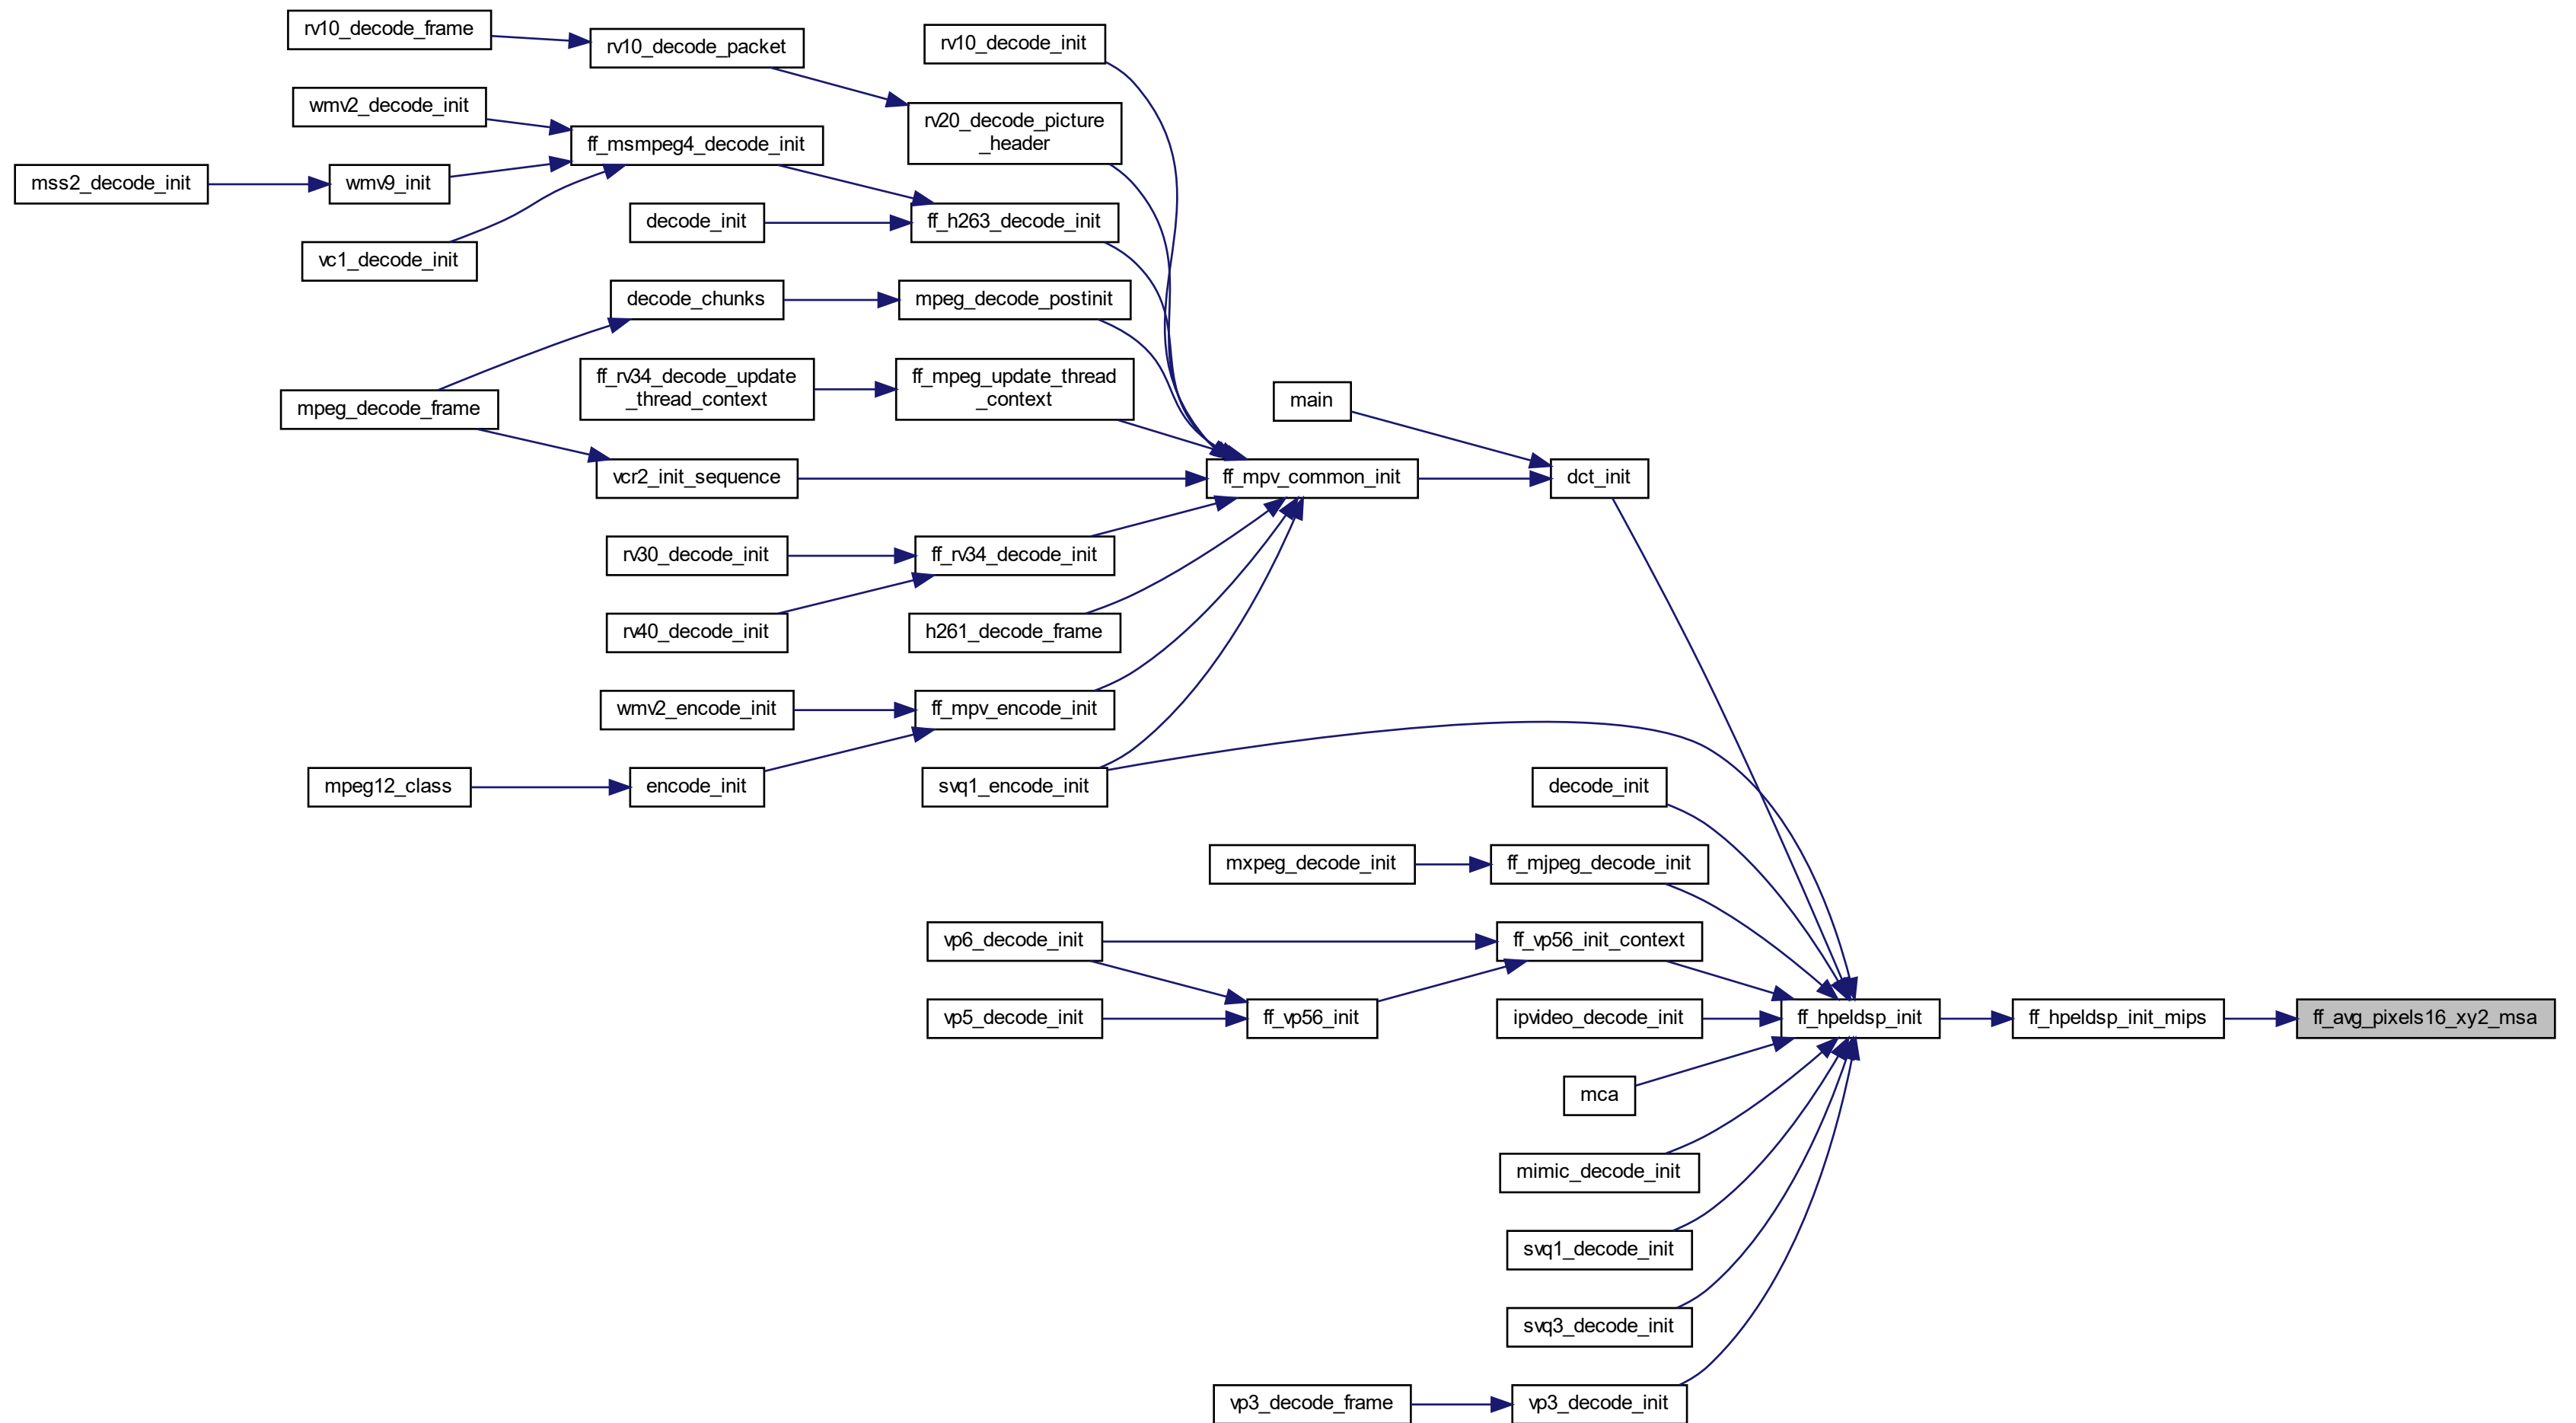 rv10_decode_frame
rv10_decode_packet
rv10_decode_init
wmv2_decode_init
rv20_decode_picture
_header
ff_msmpeg4_decode_init
mss2_decode_init
wmv9_init
decode_init
ff_h263_decode_init
vc1_decode_init
decode_chunks
mpeg_decode_postinit
ff_rv34_decode_update
_thread_context
ff_mpeg_update_thread
_context
main
mpeg_decode_frame
vcr2_init_sequence
ff_mpv_common_init
dct_init
rv30_decode_init
ff_rv34_decode_init
rv40_decode_init
h261_decode_frame
wmv2_encode_init
ff_mpv_encode_init
mpeg12_class
encode_init
svq1_encode_init
decode_init
mxpeg_decode_init
ff_mjpeg_decode_init
vp6_decode_init
ff_vp56_init_context
vp5_decode_init
ff_vp56_init
ipvideo_decode_init
ff_hpeldsp_init
ff_hpeldsp_init_mips
ff_avg_pixels16_xy2_msa
mca
mimic_decode_init
svq1_decode_init
svq3_decode_init
vp3_decode_frame
vp3_decode_init